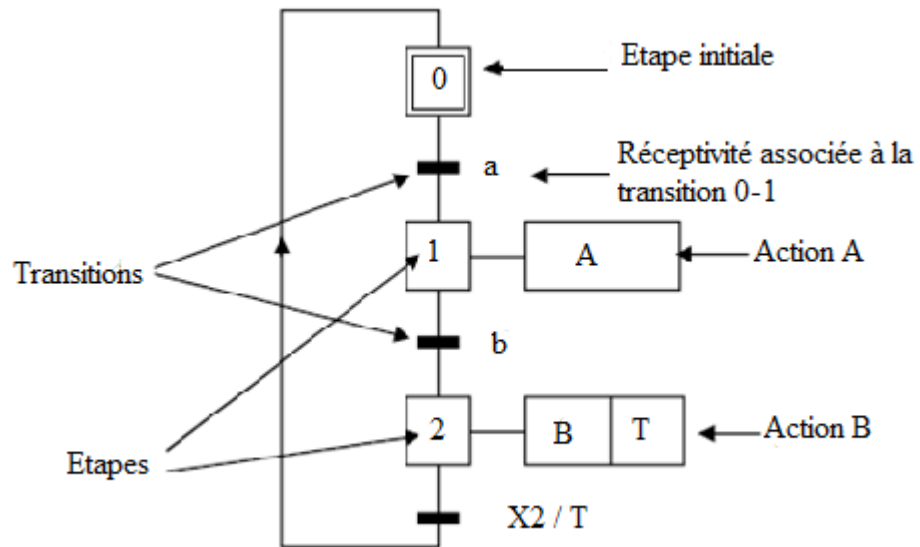 0
Etape initiale
a
Réceptivité associée à la
transition 0-1
1
A
Action A
Transitions
b
2
B
T
Action B
Etapes
X2 / T